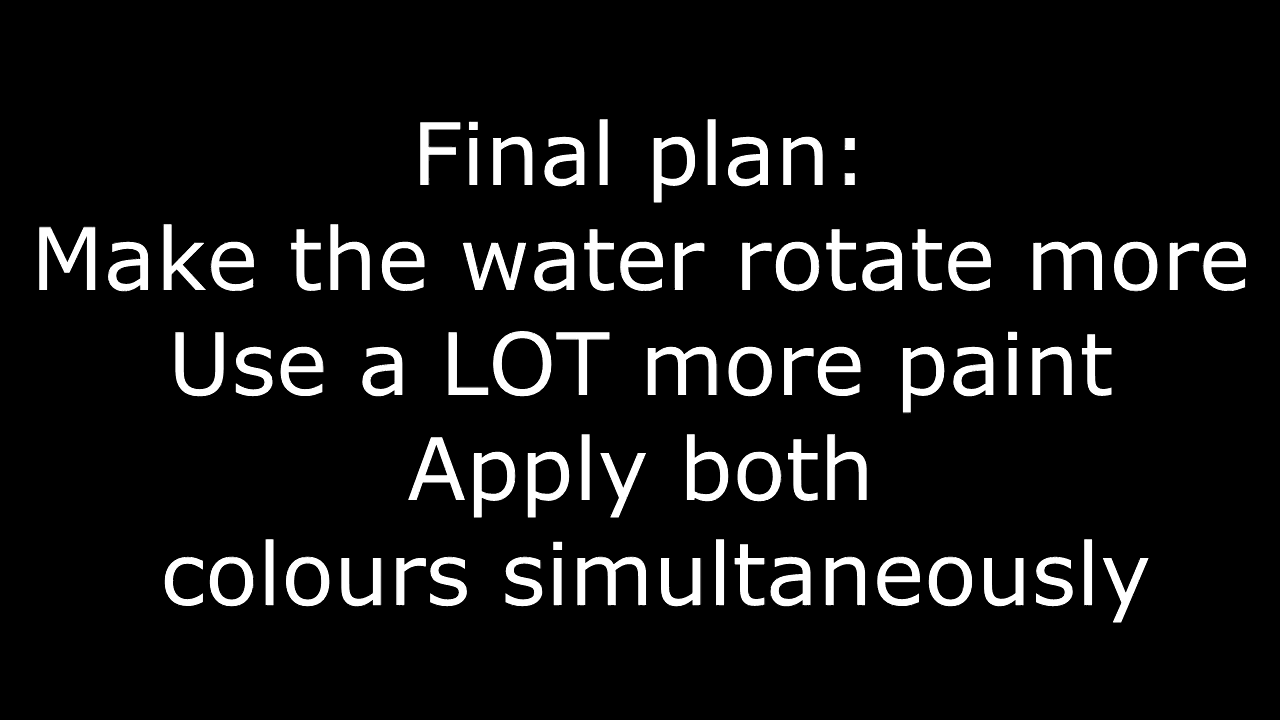 Final plan:
Make the water rotate more
Use a LOT more paint
Apply both
colours simultaneously